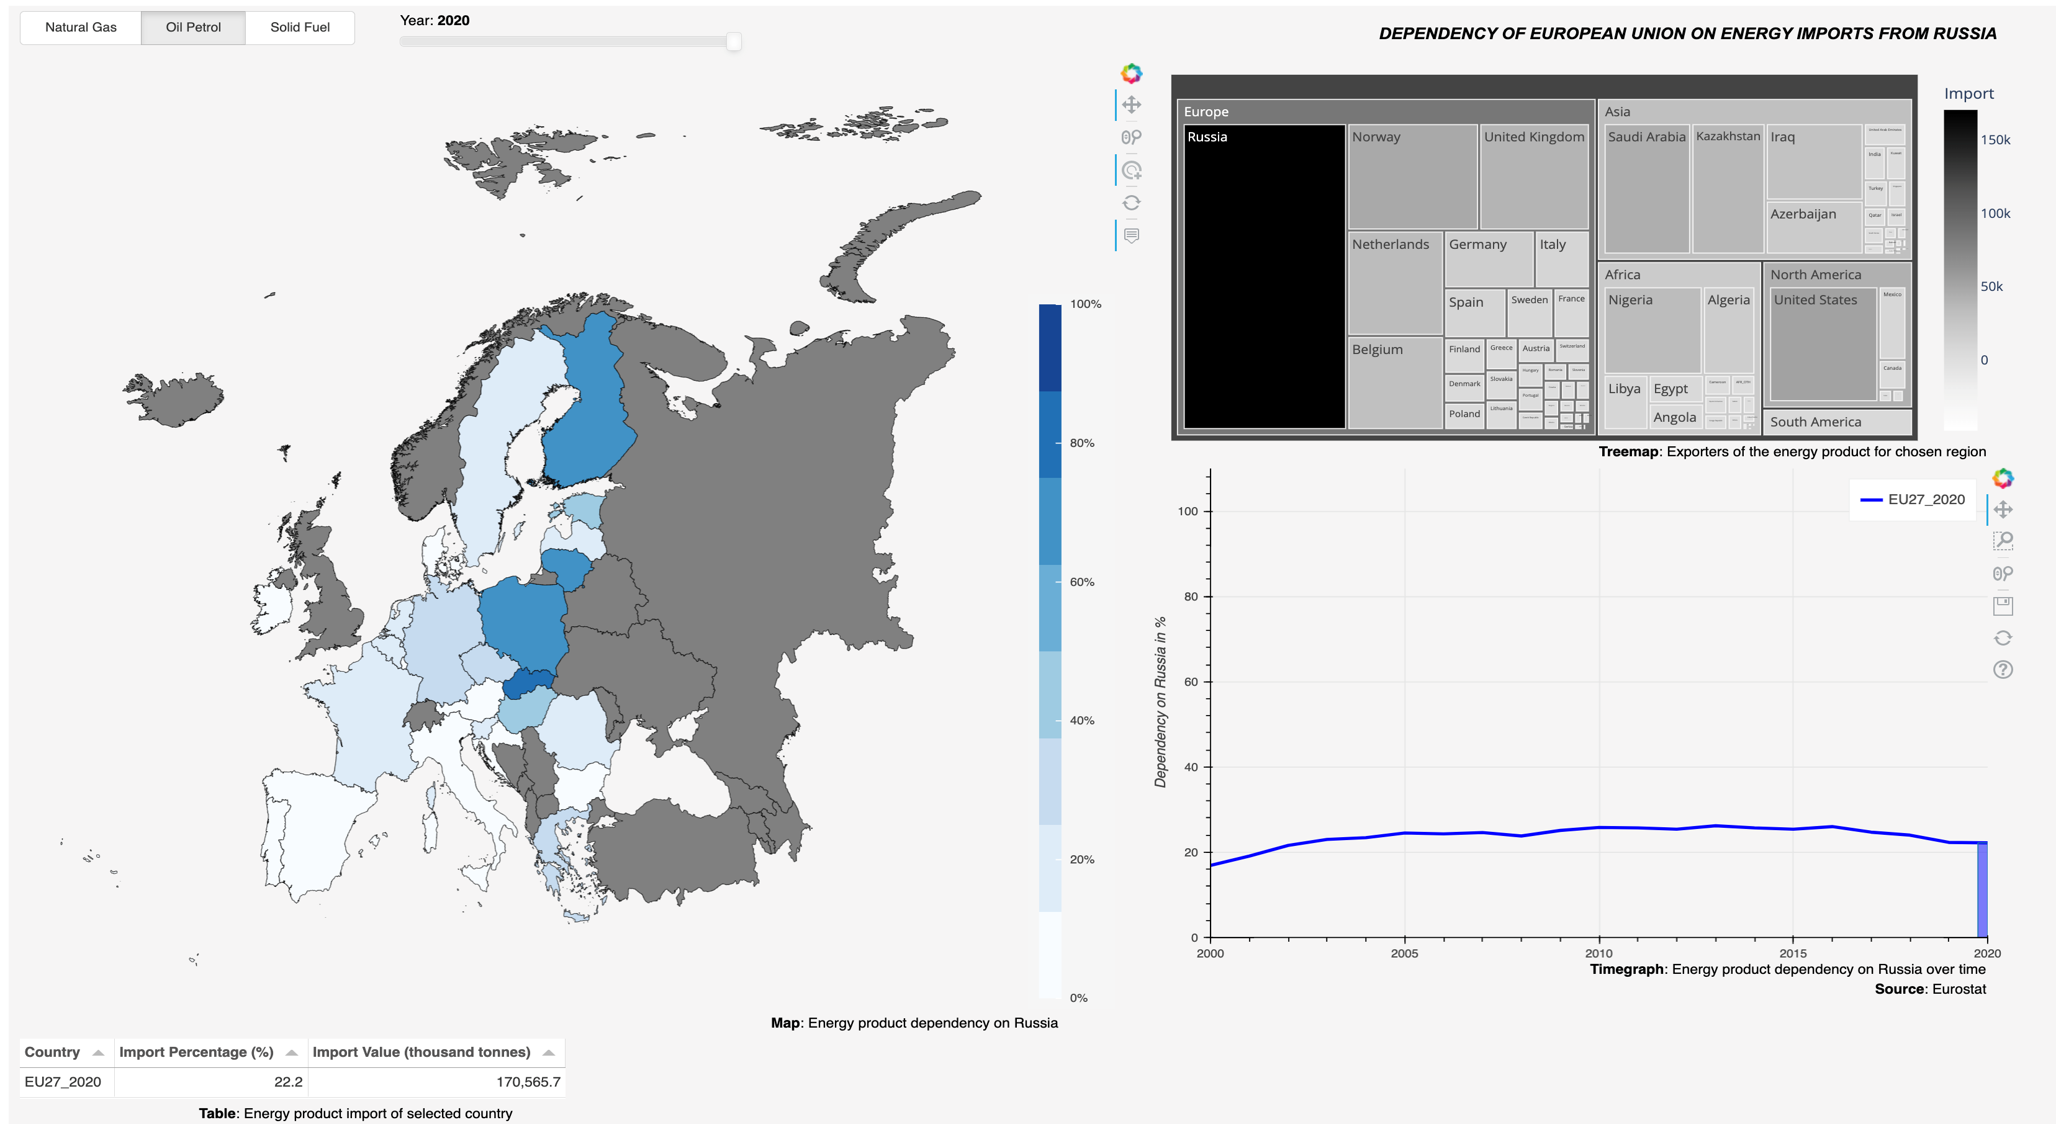 Natural Gas
Oil Petrol
Solid Fuel
Year: 2020
DEPENDENCY OF EUROPEAN UNION ON ENERGY IMPORTS FROM RUSSIA
Europe
Russia
Norway
United Kingdom
Netherlands
Germany
Italy
Spain
Sweden
France
Belgium
Finland
Greece
Austria
Switzerland
Denmark
Slovakia
Hungary
Poland
Lithuania
Portugal
Asia
Saudi Arabia
Kazakhstan
Iraq
Azerbaijan
United Arab Emirates
India
Kuwait
Turkey
Qatar
Israel
Africa
Nigeria
Algeria
Libya
Egypt
Angola
Cameroon
North America
United States
Mexico
Canada
South America
Import
150k
100k
50k
0
Treemap: Exporters of the energy product for chosen region
100%
80%
60%
40%
20%
0%
Map: Energy product dependency on Russia
EU27_2020
Dependency on Russia in %
100
80
60
40
20
0
2000
2005
2010
2015
2020
Timegraph: Energy product dependency on Russia over time
Source: Eurostat
Country Import Percentage (%) Import Value (thousand tonnes)
EU27_2020 22.2 170,565.7
Table: Energy product import of selected country